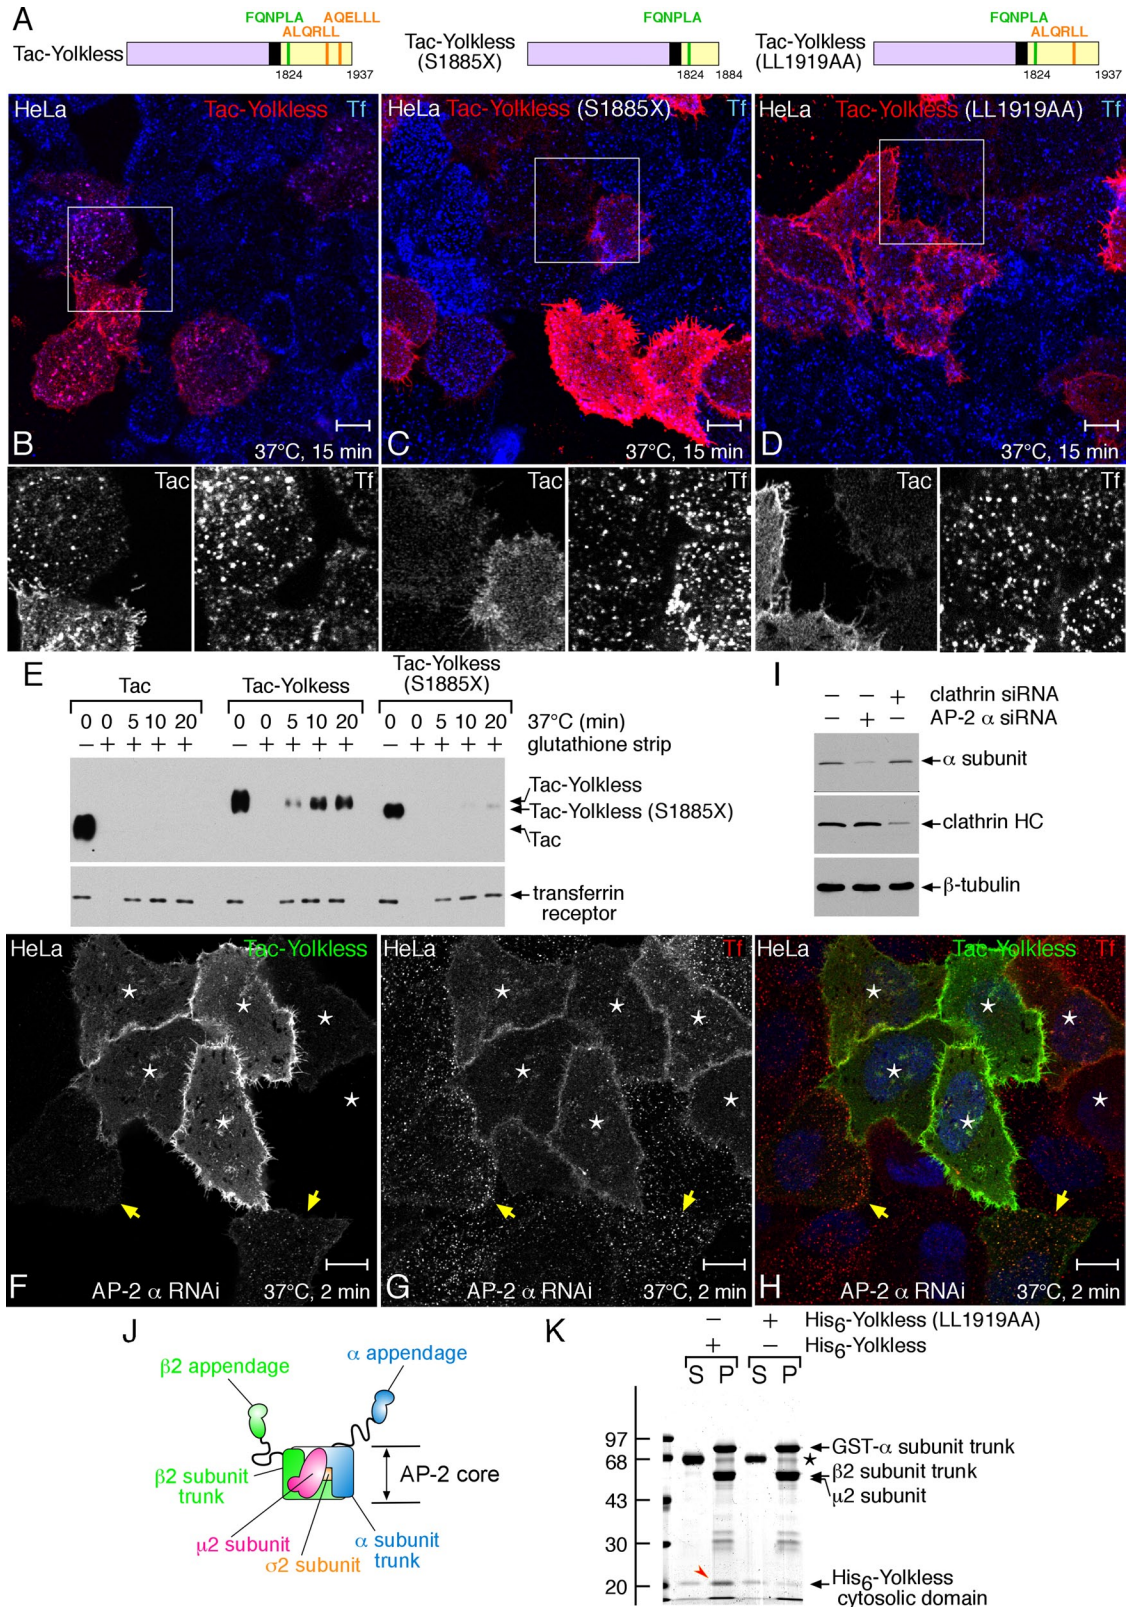 A
FQNPLA AQELLL
ALQRLL
Tac-Yolkless
1824 1937
Tac-Yolkless
(S1885X)
FQNPLA
1824 1884
Tac-Yolkless
(LL1919AA)
FQNPLA
ALQRLL
1824 1937
HeLa Tac-Yolkless Tf
B 37°C, 15 min
HeLa Tac-Yolkless (S1885X) Tf
C 37°C, 15 min
HeLa Tac-Yolkless (LL1919AA) Tf
D 37°C, 15 min
Tac Tf Tac Tf Tac Tf
E
Tac Tac-Yolkess Tac-Yolkess
(S1885X)
0 0 5 10 20 0 0 5 10 20 0 0 5 10 20 37°C (min)
− + + + + − + + + + − + + + + glutathione strip
Tac-Yolkless
Tac-Yolkless (S1885X)
Tac
transferrin
receptor
I
− − + clathrin siRNA
− + − AP-2 α siRNA
α subunit
clathrin HC
β-tubulin
HeLa Tac-Yolkless
F AP-2 α RNAi 37°C, 2 min
HeLa Tf
G AP-2 α RNAi 37°C, 2 min
HeLa Tac-Yolkless Tf
H AP-2 α RNAi 37°C, 2 min
J
α appendage
β2 appendage
β2 subunit
trunk
AP-2 core
μ2 subunit
σ2 subunit
α subunit
trunk
K
− + His6-Yolkless (LL1919AA)
+ − His6-Yolkless
S P S P
97
68
43
30
20
GST-α subunit trunk
β2 subunit trunk
μ2 subunit
His6-Yolkless
cytosolic domain